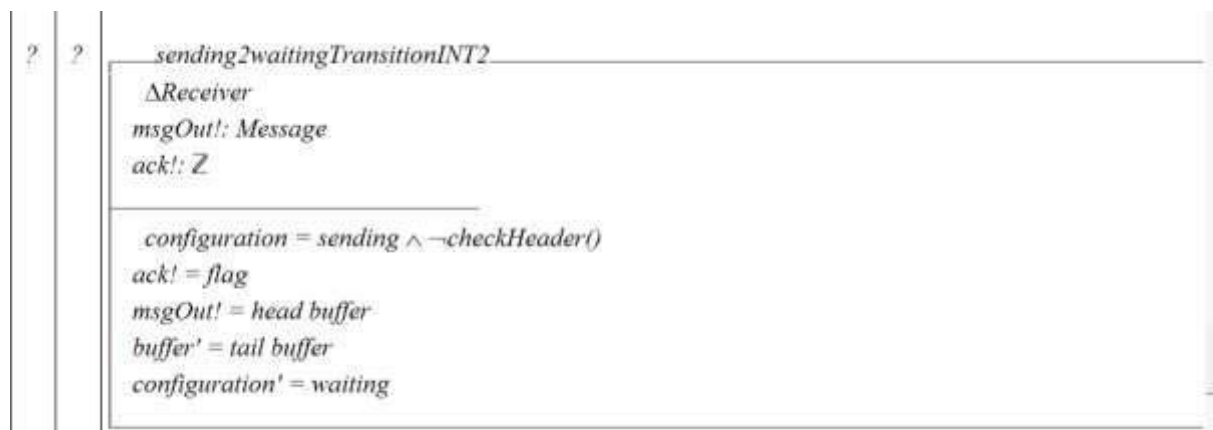 ? ? sending2waitingTransitionINT2
ΔReceiver
msgOut!: Message
ack!: ℤ
configuration = sending ∧ ¬checkHeader()
ack! = flag
msgOut! = head buffer
buffer' = tail buffer
configuration' = waiting